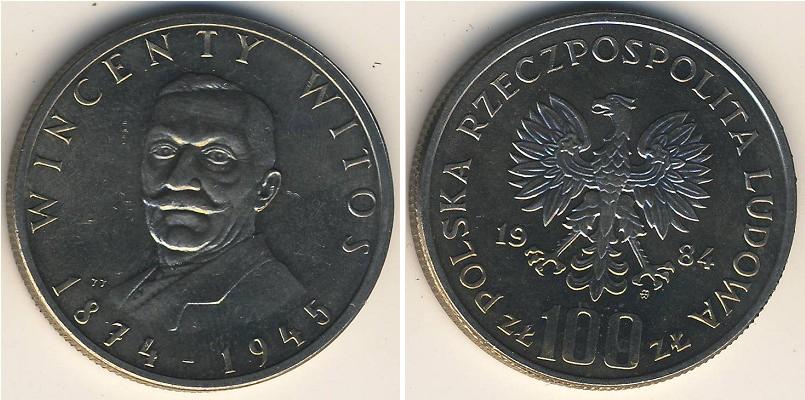 WINCENTY WITOS
1874-1945
POLSKA RZECZPOSPOLITA LUDOWA
1984
ZŁ 100 ZŁ